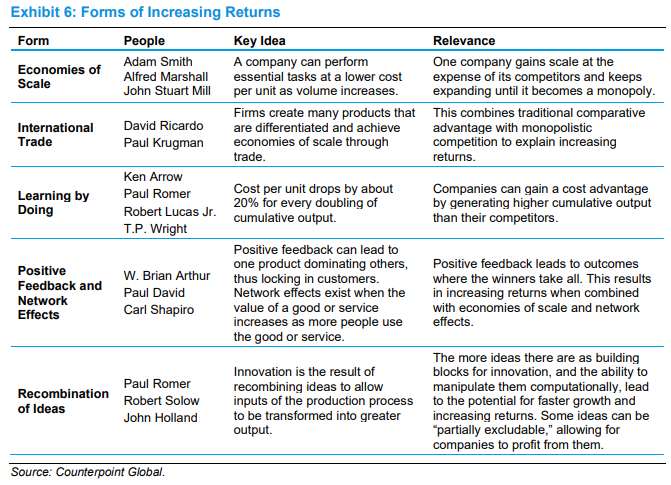 Exhibit 6: Forms of Increasing Returns
Form People Key Idea Relevance
Economies of
Scale
Adam Smith
Alfred Marshall
John Stuart Mill
A company can perform
essential tasks at a lower cost
per unit as volume increases.
One company gains scale at the
expense of its competitors and keeps
expanding until it becomes a monopoly.
International
Trade
David Ricardo
Paul Krugman
Firms create many products that
are differentiated and achieve
economies of scale through
trade.
This combines traditional comparative
advantage with monopolistic
competition to explain increasing
returns.
Learning by
Doing
Ken Arrow
Paul Romer
Robert Lucas Jr.
T.P. Wright
Cost per unit drops by about
20% for every doubling of
cumulative output.
Companies can gain a cost advantage
by generating higher cumulative output
than their competitors.
Positive
Feedback and
Network
Effects
W. Brian Arthur
Paul David
Carl Shapiro
Positive feedback can lead to
one product dominating others,
thus locking in customers.
Network effects exist when the
value of a good or service
increases as more people use
the good or service.
Positive feedback leads to outcomes
where the winners take all. This results
in increasing returns when combined
with economies of scale and network
effects.
Recombination
of Ideas
Paul Romer
Robert Solow
John Holland
Innovation is the result of
recombining ideas to allow
inputs of the production process
to be transformed into greater
output.
The more ideas there are as building
blocks for innovation, and the ability to
manipulate them computationally, lead
to the potential for faster growth and
increasing returns. Some ideas can be
“partially excludable,” allowing for
companies to profit from them.
Source: Counterpoint Global.